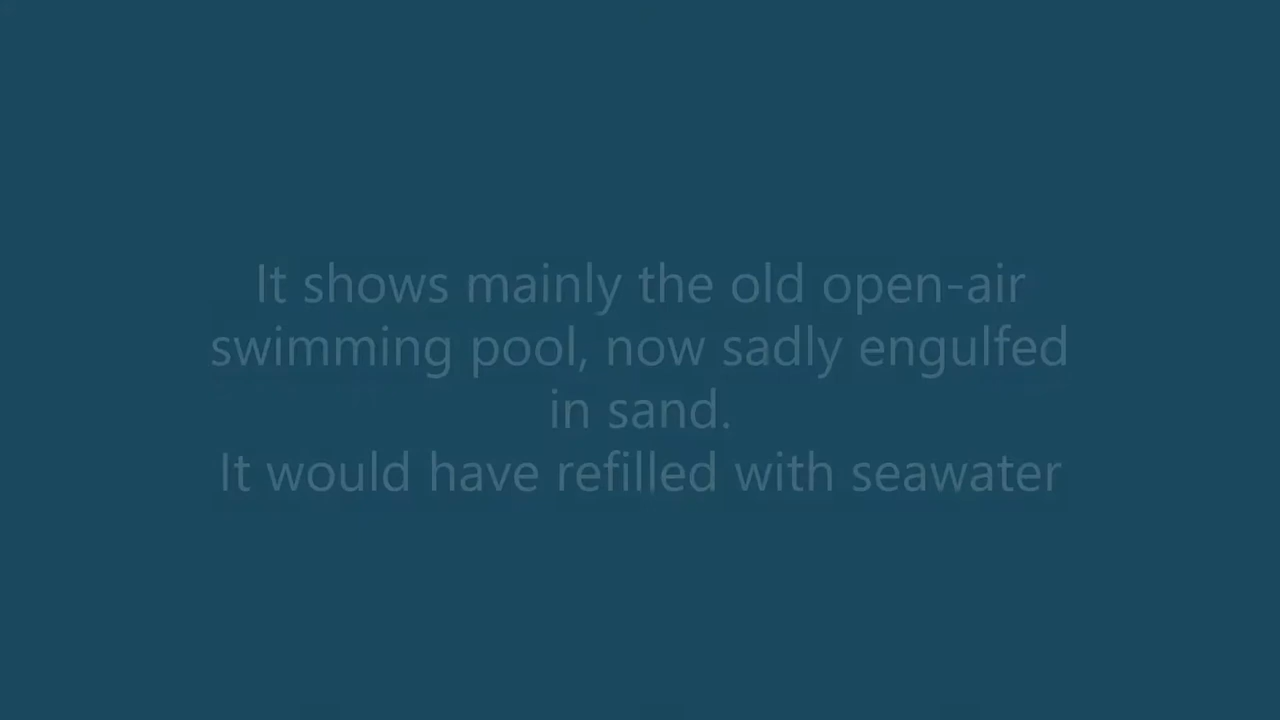 It shows mainly the old open-air
swimming pool, now sadly engulfed
in sand.
It would have refilled with seawater